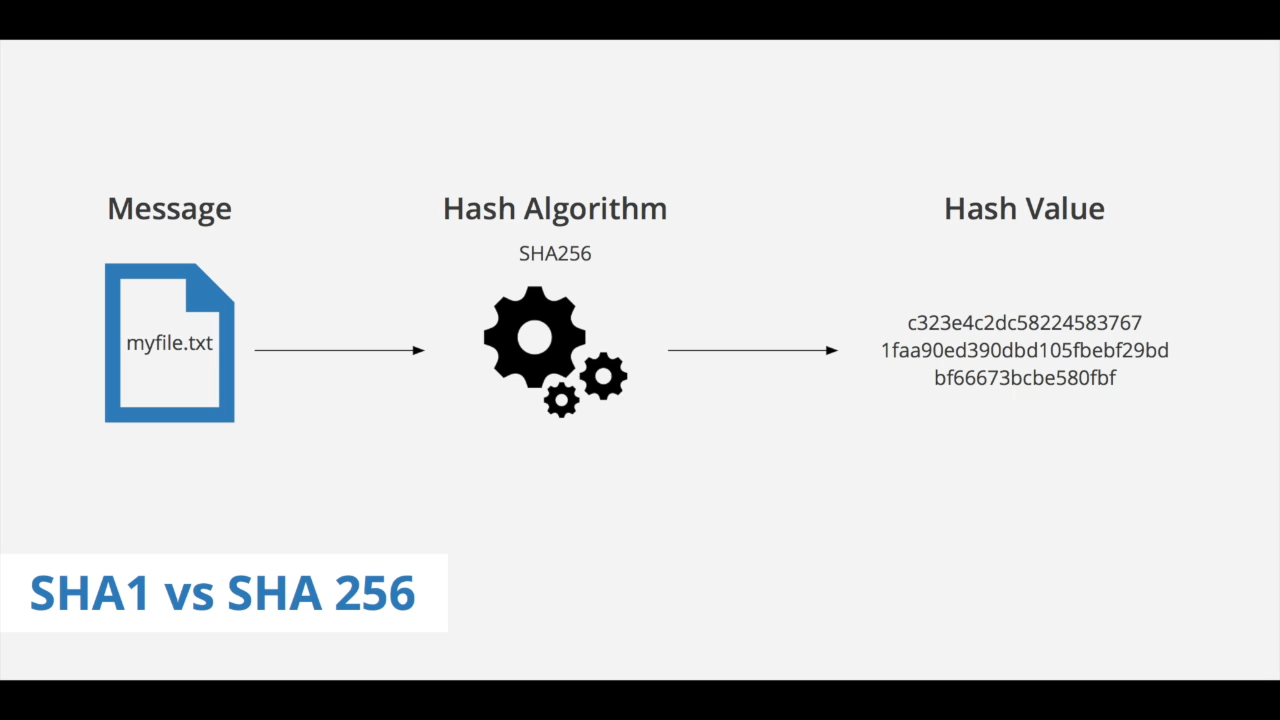 Message
Hash Algorithm
Hash Value
SHA256
myfile.txt
c323e4c2dc58224583767
1faa90ed390dbd105fbebf29bd
bf66673bcbe580fbf
SHA1 vs SHA 256